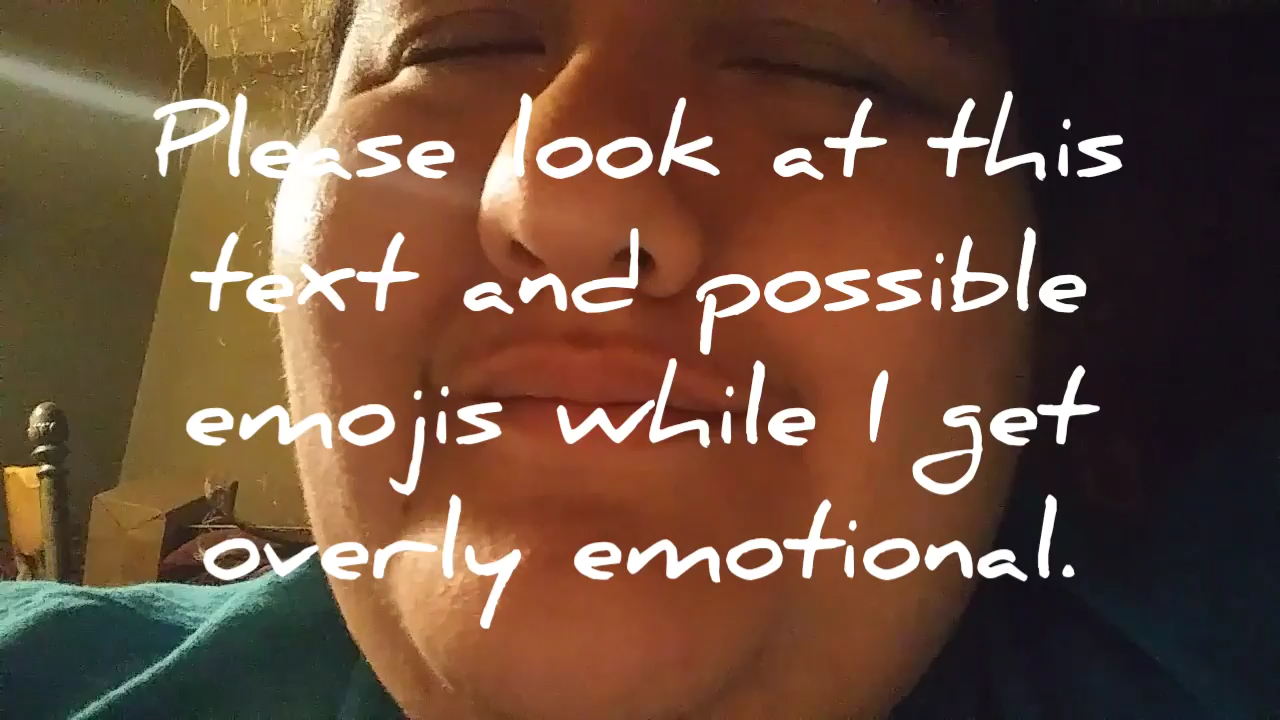 Please look at this
text and possible
emojis while I get
overly emotional.